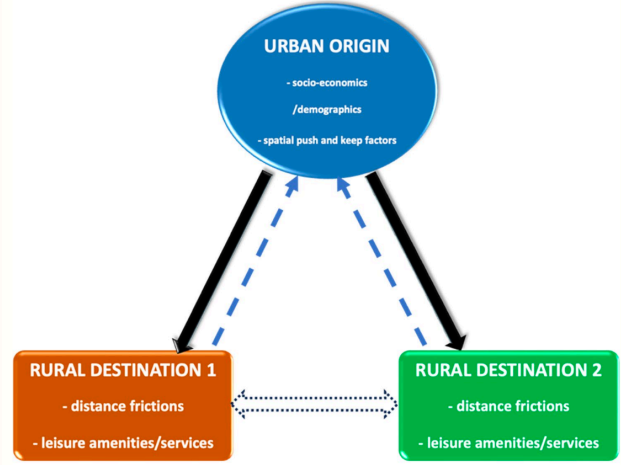 URBAN ORIGIN
- socio-economics
/demographics
- spatial push and keep factors
RURAL DESTINATION 1
- distance frictions
- leisure amenities/services
RURAL DESTINATION 2
- distance frictions
- leisure amenities/services